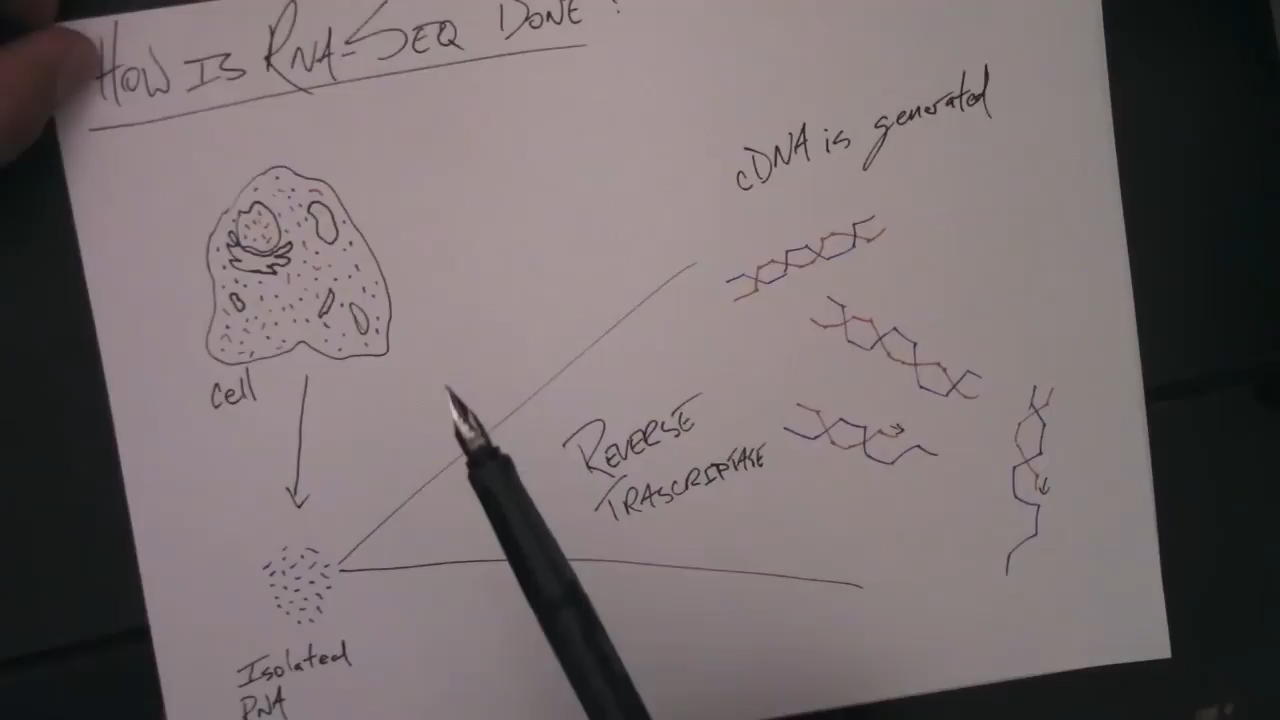 HOW IS RNA-SEQ DONE?
cDNA is generated
Cell
REVERSE
TRASCRIPTASE
Isolated
RNA